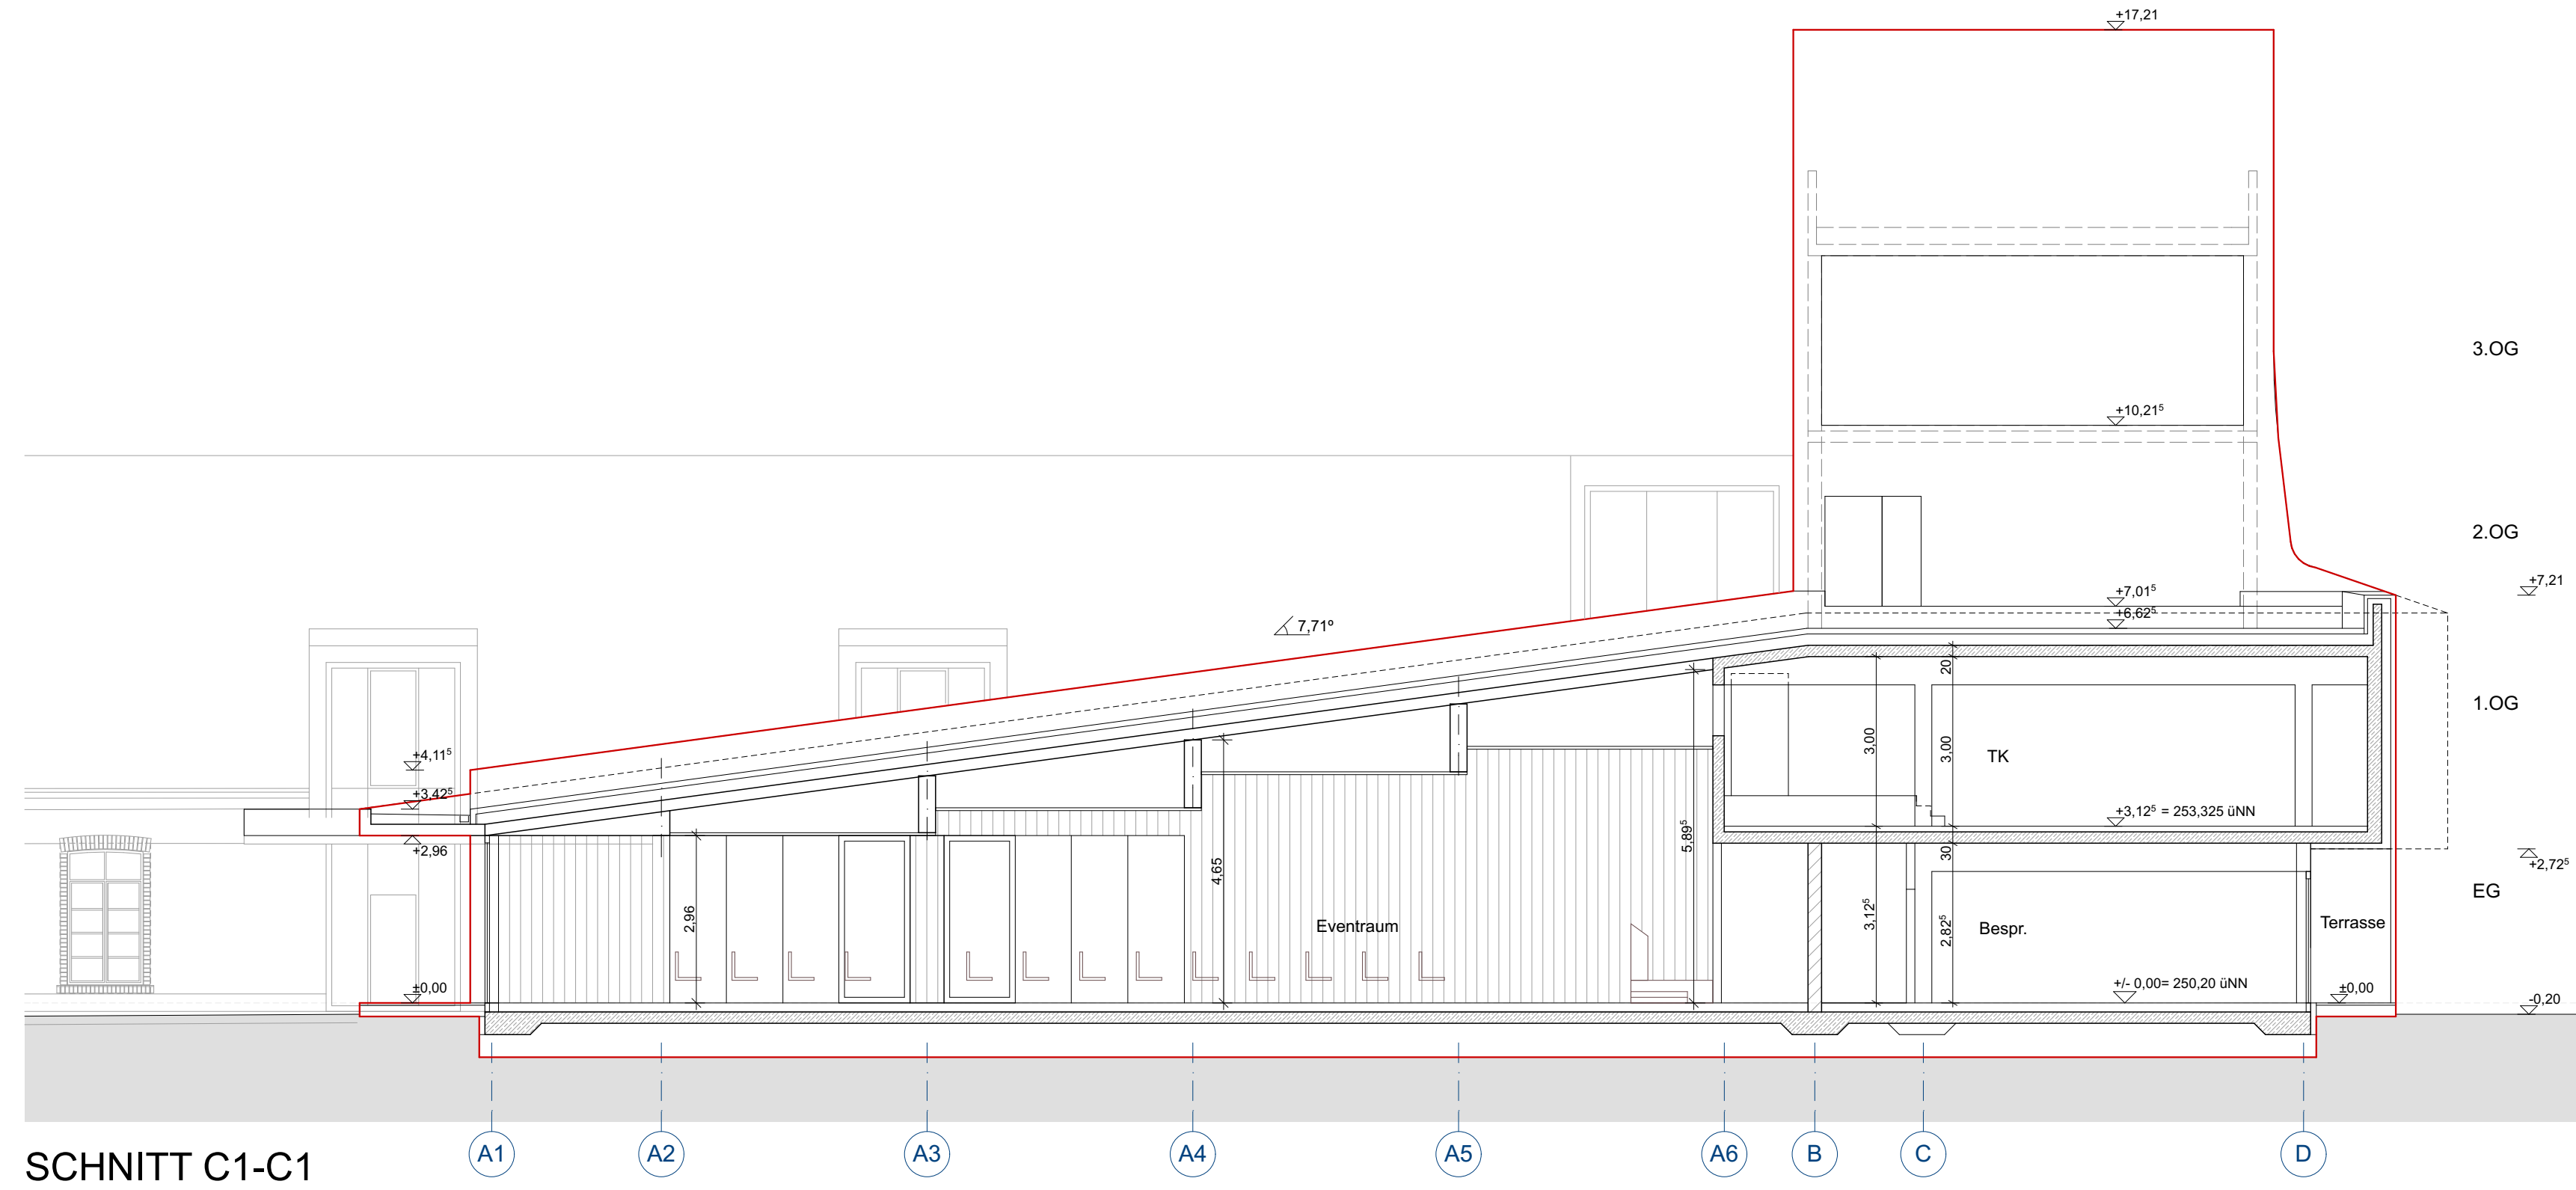 +17,21
3.OG
+10,21⁵
2.OG
+7,21
+7,01⁵
+6,62⁵
7,71º
20
1.OG
+4,11⁵
3,00
3,00
TK
+3,42⁵
+3,12⁵ = 253,325 üNN
+2,96
5,89⁵
30
+2,72⁵
4,65
EG
2,96
3,12⁵
2,82⁵
Eventraum
Bespr.
Terrasse
±0,00
+/- 0,00= 250,20 üNN
±0,00
-0,20
A1
A2
A3
A4
A5
A6
B
C
D
SCHNITT C1-C1